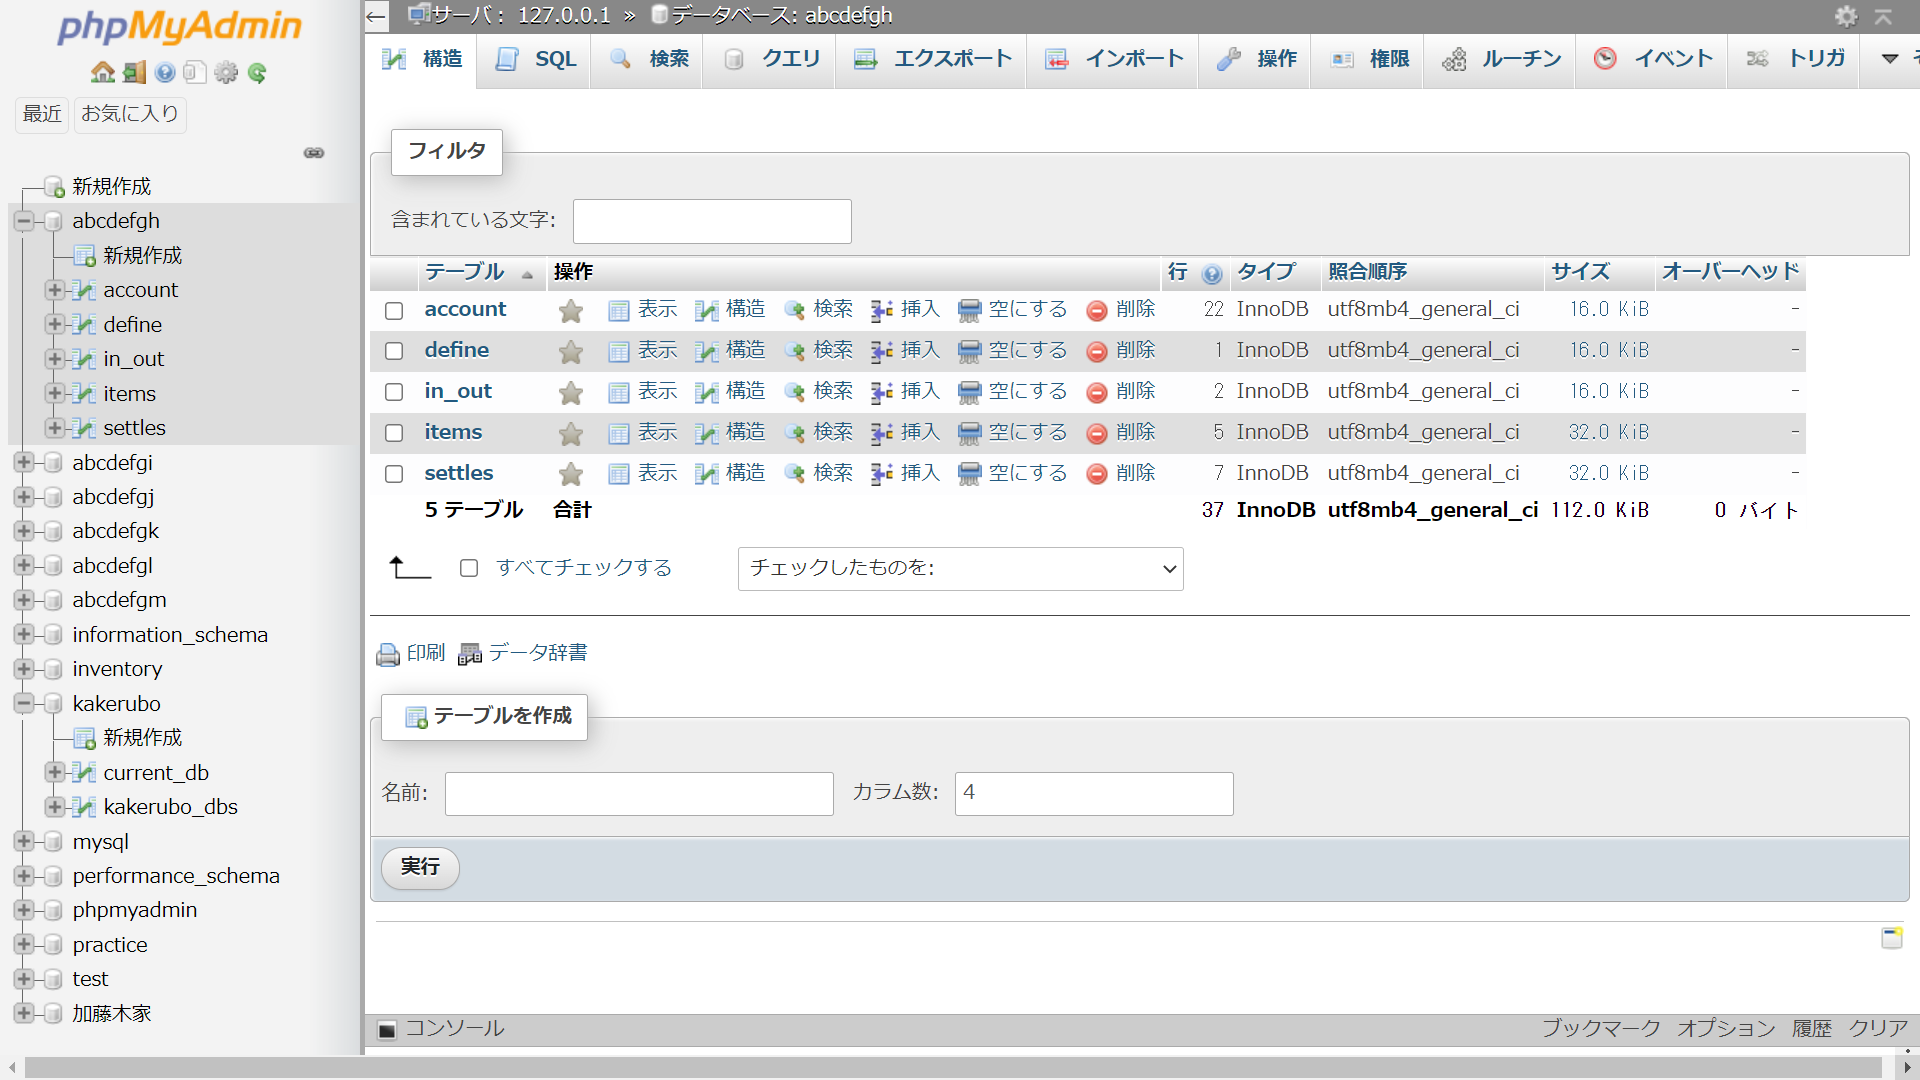 phpMyAdmin
最近 お気に入り
新規作成
abcdefgh
新規作成
account
define
in_out
items
settles
abcdefgi
abcdefgj
abcdefgk
abcdefgl
abcdefgm
information_schema
inventory
kakerubo
新規作成
current_db
kakerubo_dbs
mysql
performance_schema
phpmyadmin
practice
test
加藤木家
サーバ： 127.0.0.1 » データベース: abcdefgh
構造 SQL 検索 クエリ エクスポート インポート 操作 権限 ルーチン イベント トリガ
フィルタ
含まれている文字:
テーブル 操作 行 タイプ 照合順序 サイズ オーバーヘッド
account 表示 構造 検索 挿入 空にする 削除 22 InnoDB utf8mb4_general_ci 16.0 KiB -
define 表示 構造 検索 挿入 空にする 削除 1 InnoDB utf8mb4_general_ci 16.0 KiB -
in_out 表示 構造 検索 挿入 空にする 削除 2 InnoDB utf8mb4_general_ci 16.0 KiB -
items 表示 構造 検索 挿入 空にする 削除 5 InnoDB utf8mb4_general_ci 32.0 KiB -
settles 表示 構造 検索 挿入 空にする 削除 7 InnoDB utf8mb4_general_ci 32.0 KiB -
5 テーブル 合計 37 InnoDB utf8mb4_general_ci 112.0 KiB 0 バイト
すべてチェックする チェックしたものを:
印刷 データ辞書
テーブルを作成
名前: カラム数: 4
実行
コンソール ブックマーク オプション 履歴 クリア